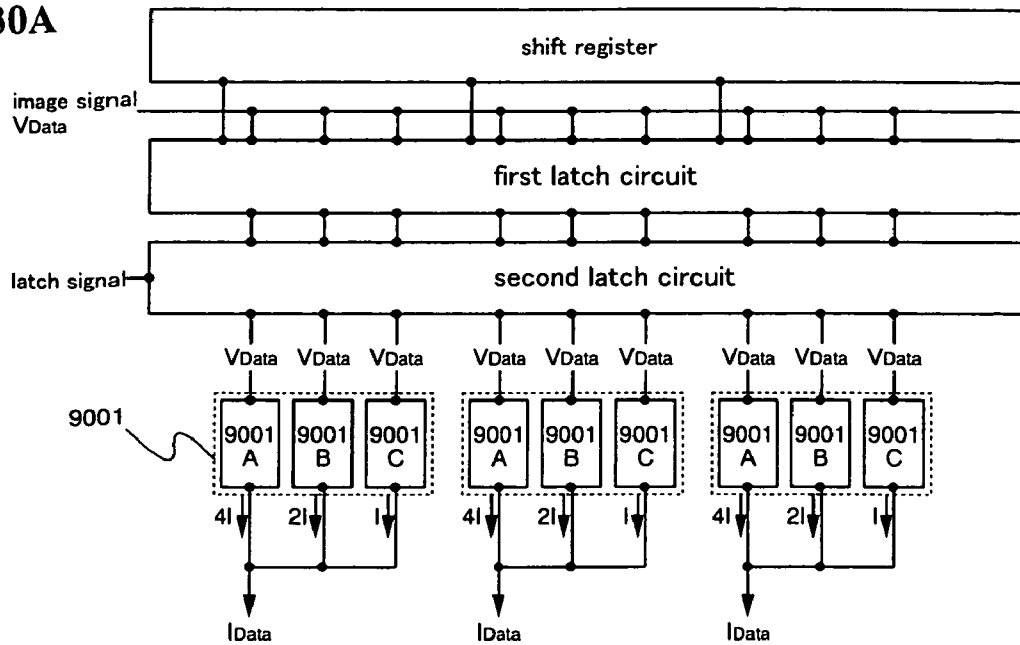 30A
shift register
image signal
VData
first latch circuit
latch signal
second latch circuit
VData VData VData VData VData VData VData VData VData
9001
9001 A 9001 B 9001 C 9001 A 9001 B 9001 C 9001 A 9001 B 9001 C
4I 2I I 4I 2I I 4I 2I I
IData IData IData